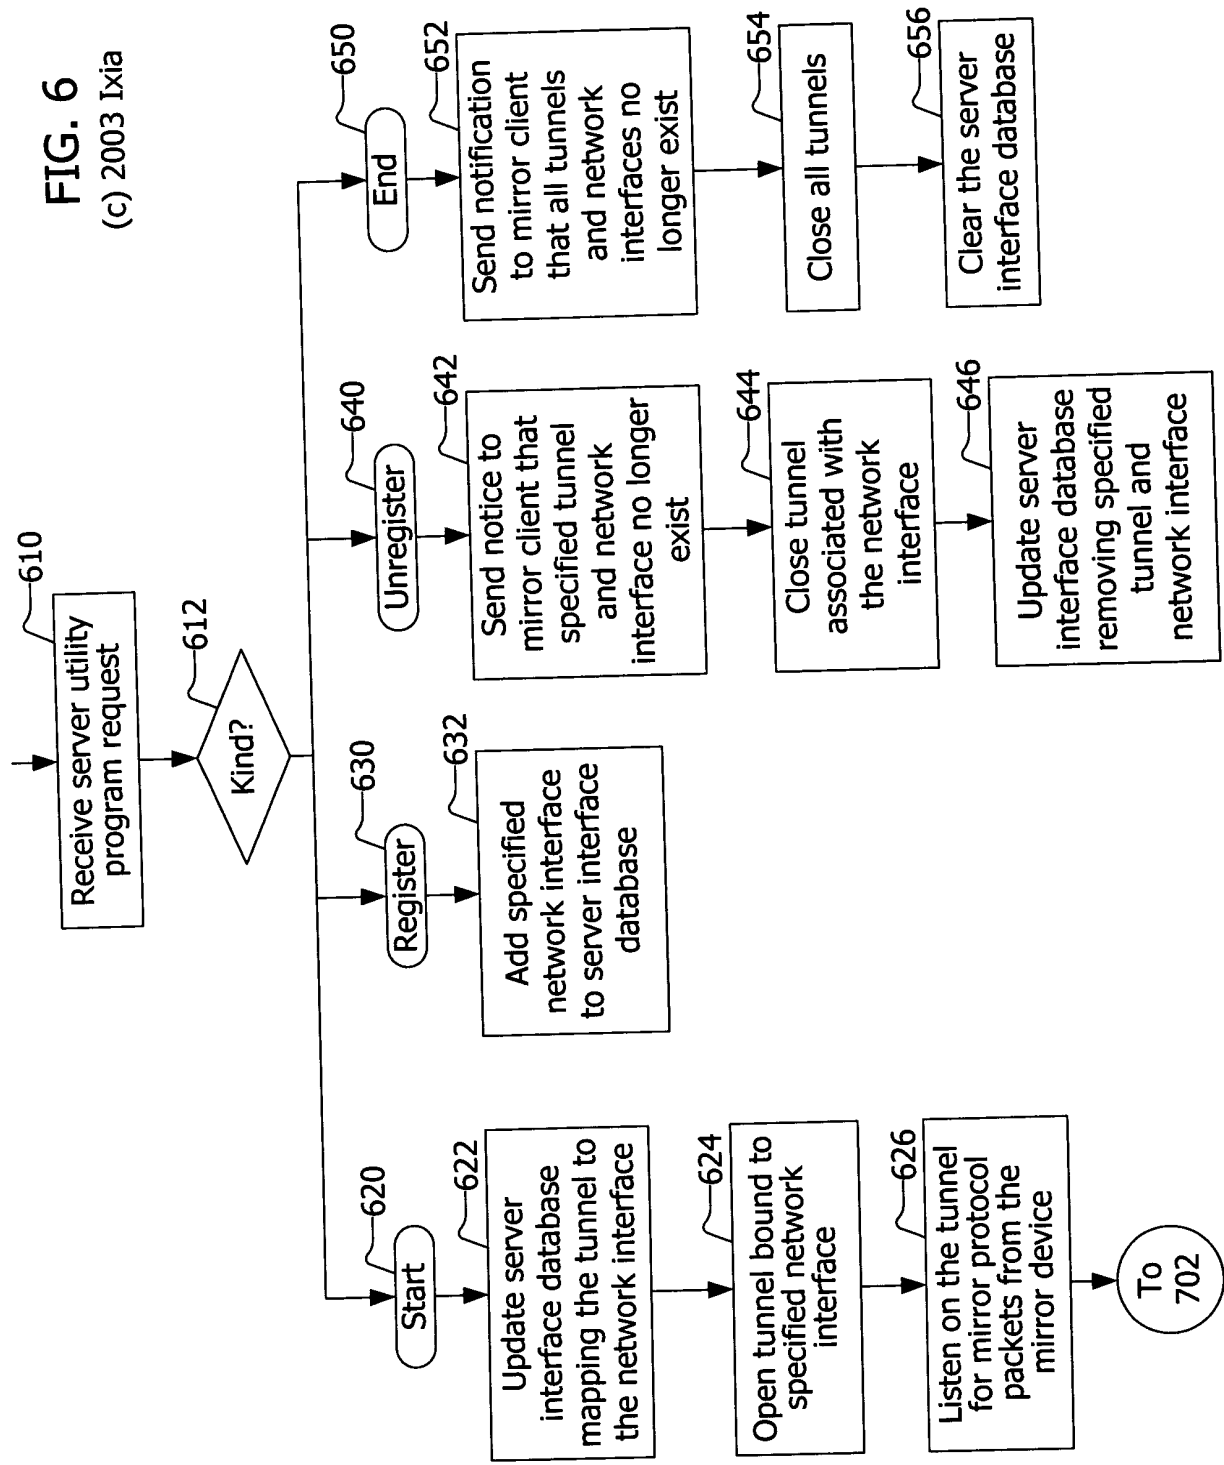 FIG. 6
(c) 2003 Ixia
610
Receive server utility
program request
612
Kind?
620
Start
622
Update server
interface database
mapping the tunnel to
the network interface
624
Open tunnel bound to
specified network
interface
626
Listen on the tunnel
for mirror protocol
packets from the
mirror device
To
702
630
Register
632
Add specified
network interface
to server interface
database
640
Unregister
642
Send notice to
mirror client that
specified tunnel
and network
interface no longer
exist
644
Close tunnel
associated with
the network
interface
646
Update server
interface database
removing specified
tunnel and
network interface
650
End
652
Send notification
to mirror client
that all tunnels
and network
interfaces no
longer exist
654
Close all tunnels
656
Clear the server
interface database